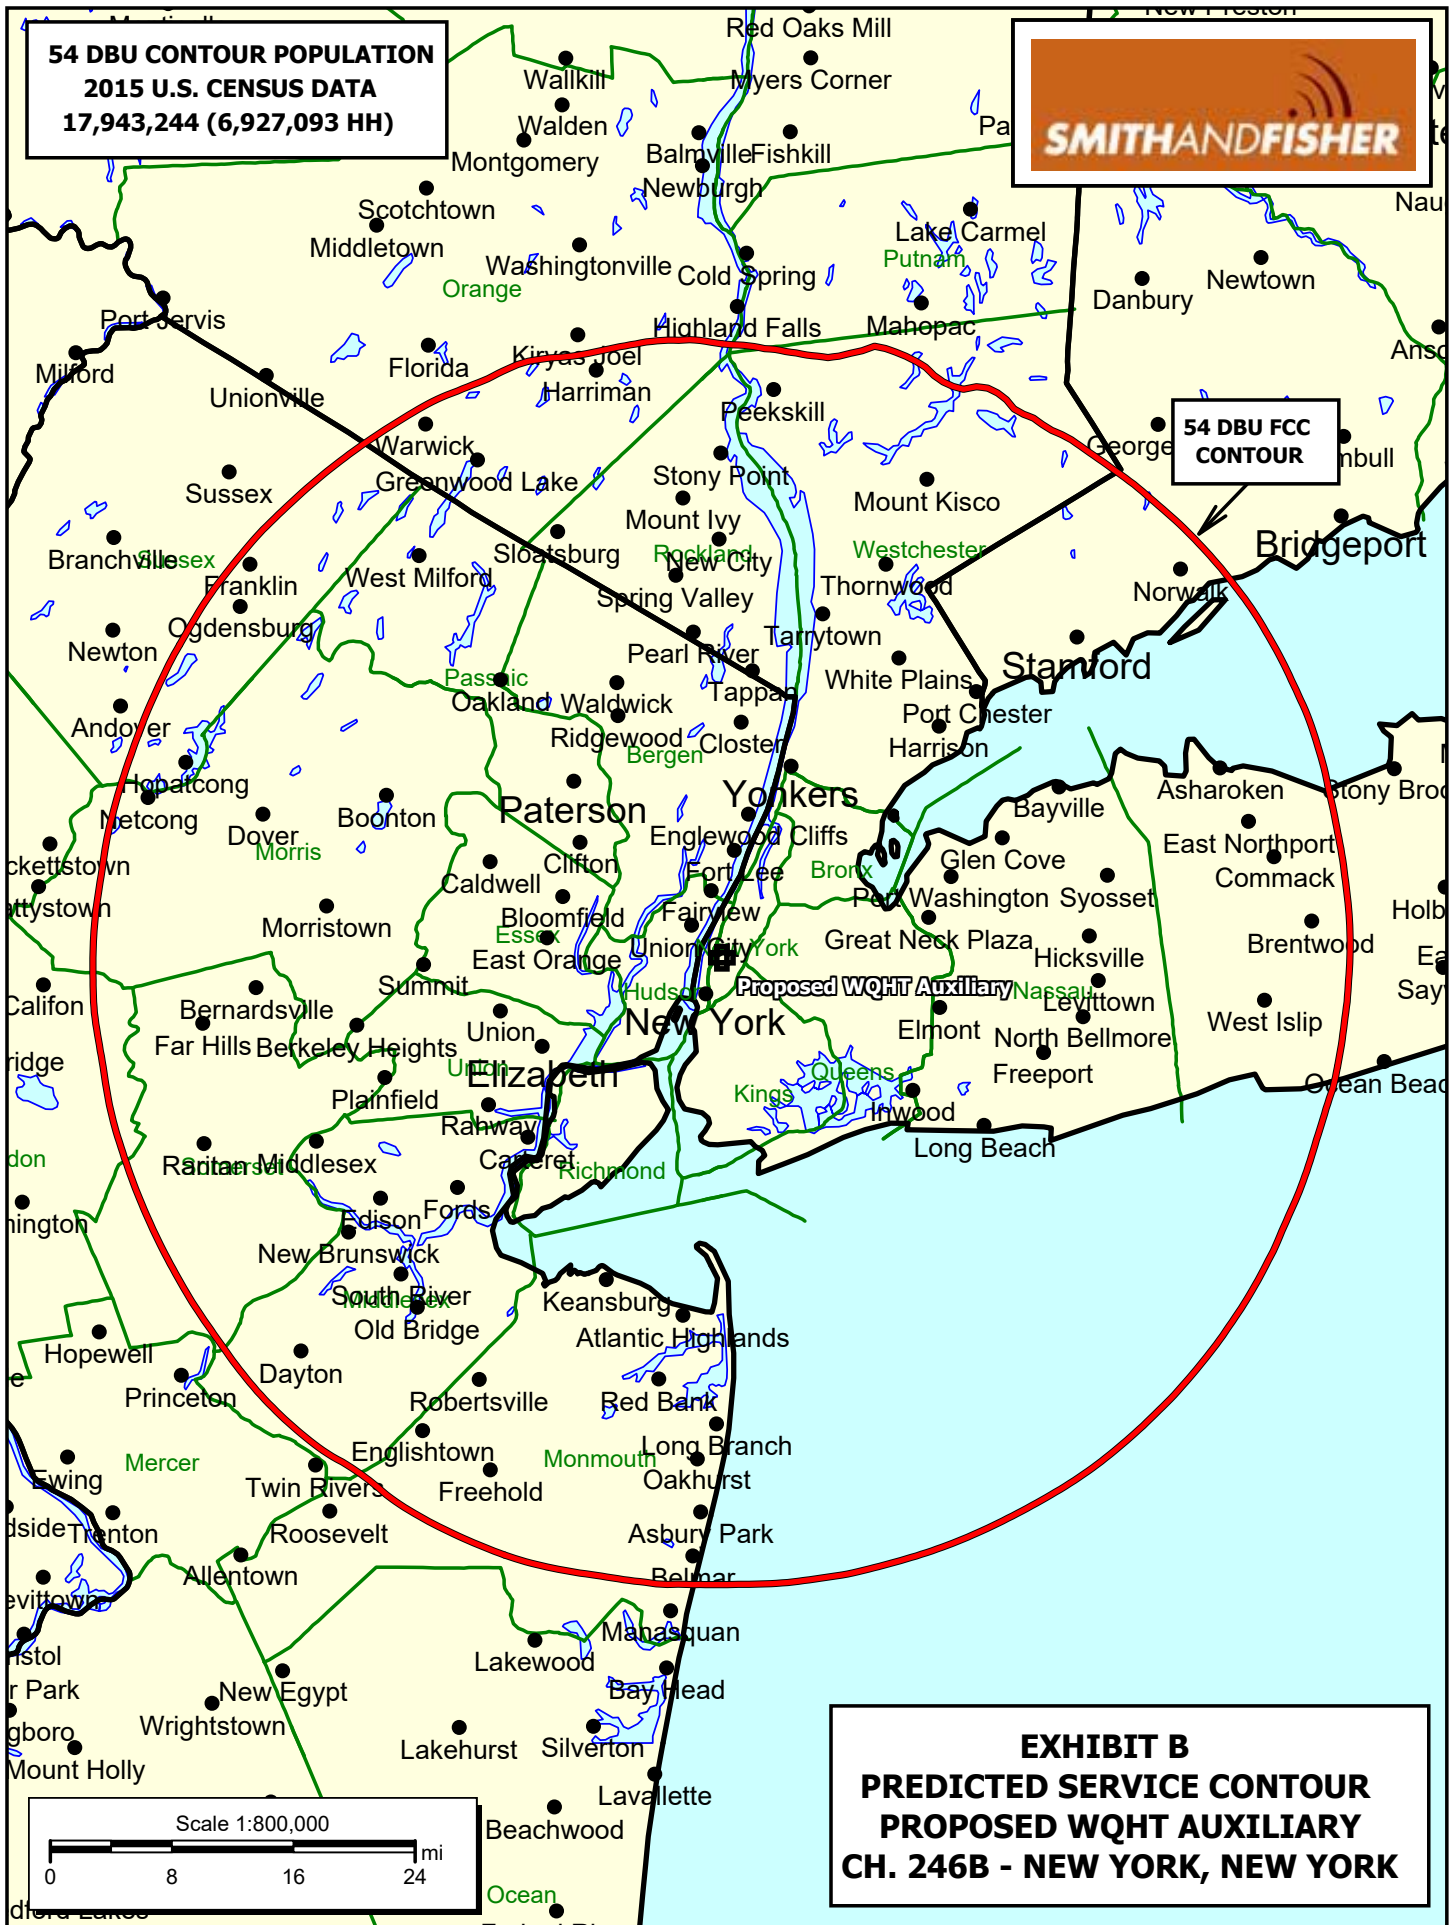 54 DBU CONTOUR POPULATION
2015 U.S. CENSUS DATA
17,943,244 (6,927,093 HH)
SMITHANDFISHER
Red Oaks Mill
Wallkill
Myers Corner
Walden
Montgomery
Balmville
Fishkill
Newburgh
Scotchtown
Middletown
Lake Carmel
Putnam
Washingtonville
Cold Spring
Orange
Newtown
Danbury
Port Jervis
Highland Falls
Mahopac
Milford
Florida
Kiryas Joel
Harriman
Unionville
Peekskill
Warwick
54 DBU FCC
CONTOUR
Sussex
Greenwood Lake
Stony Point
Mount Kisco
Mount Ivy
Bridgeport
Branchville
Sussex
Franklin
West Milford
Sloatsburg
Rockland
New City
Westchester
Thornwood
Norwalk
Spring Valley
Ogdensburg
Tarrytown
Newton
Pearl River
Stamford
Passaic
Oakland
Waldwick
Tappan
White Plains
Port Chester
Andover
Ridgewood
Bergen
Closter
Harrison
Hopatcong
Netcong
Dover
Boonton
Paterson
Yonkers
Bayville
Asharoken
Morris
Englewood Cliffs
East Northport
Clifton
Glen Cove
Caldwell
Fort Lee
Bronx
Commack
Port Washington
Syosset
Bloomfield
Fairview
Morristown
Essex
East Orange
Union City
York
Great Neck Plaza
Hicksville
Brentwood
Summit
Hudson
Proposed WQHT Auxiliary
Nassau
Levittown
Califon
Bernardsville
Far Hills
Berkeley Heights
Union
New York
Elmont
North Bellmore
West Islip
Union
Elizabeth
Queens
Freeport
Kings
Plainfield
Rahway
Inwood
Long Beach
Raritan
Somerset
Middlesex
Carteret
Richmond
Edison
Fords
New Brunswick
South River
Middlesex
Old Bridge
Keansburg
Atlantic Highlands
Hopewell
Princeton
Dayton
Robertsville
Red Bank
Englishtown
Long Branch
Mercer
Monmouth
Oakhurst
Ewing
Twin Rivers
Freehold
Trenton
Roosevelt
Asbury Park
Allentown
Belmar
Manasquan
Lakewood
New Egypt
Bay Head
Wrightstown
Lakehurst
Silverton
Mount Holly
Lavallette
Beachwood
Ocean
Scale 1:800,000
mi
0 8 16 24
EXHIBIT B
PREDICTED SERVICE CONTOUR
PROPOSED WQHT AUXILIARY
CH. 246B - NEW YORK, NEW YORK